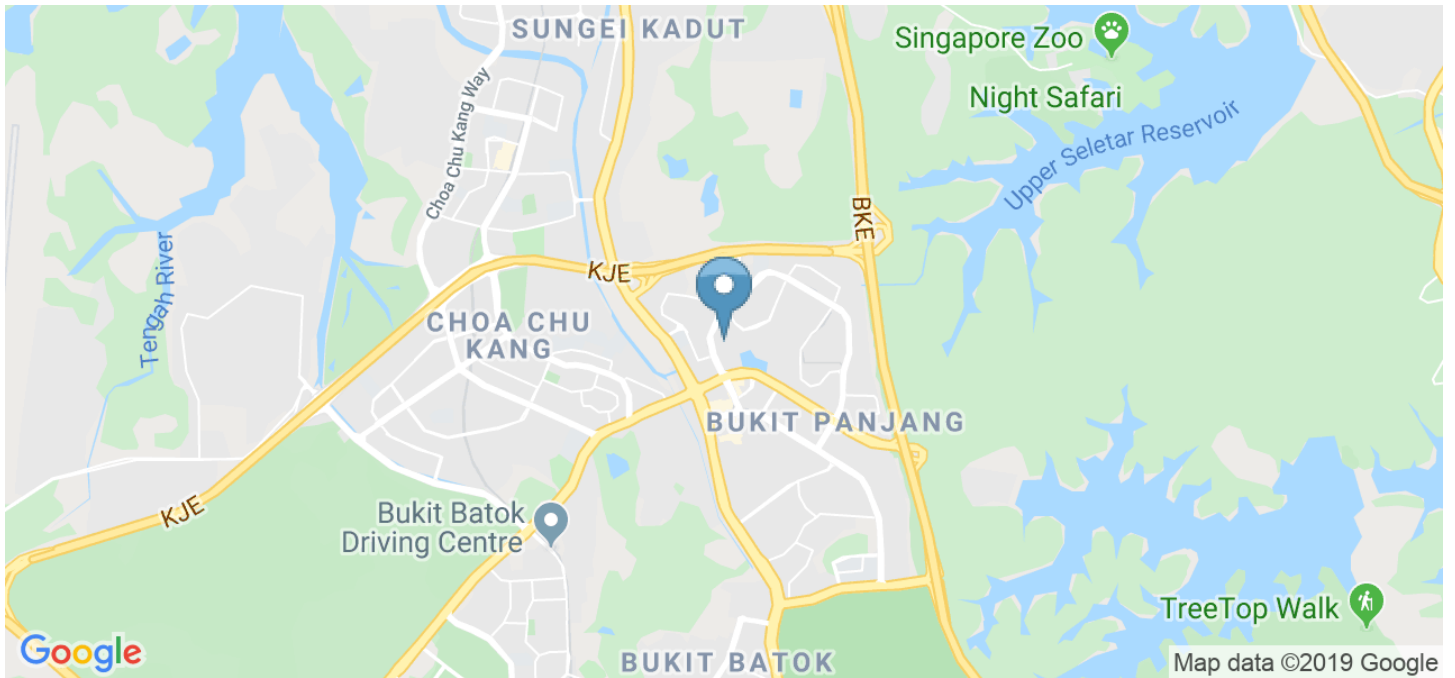 SUNGEI KADUT
Singapore Zoo
Night Safari
Choa Chu Kang Way
Upper Seletar Reservoir
BKE
Tengah River
KJE
CHOA CHU
KANG
BUKIT PANJANG
KJE
Bukit Batok
Driving Centre
TreeTop Walk
Google
BUKIT BATOK
Map data ©2019 Google